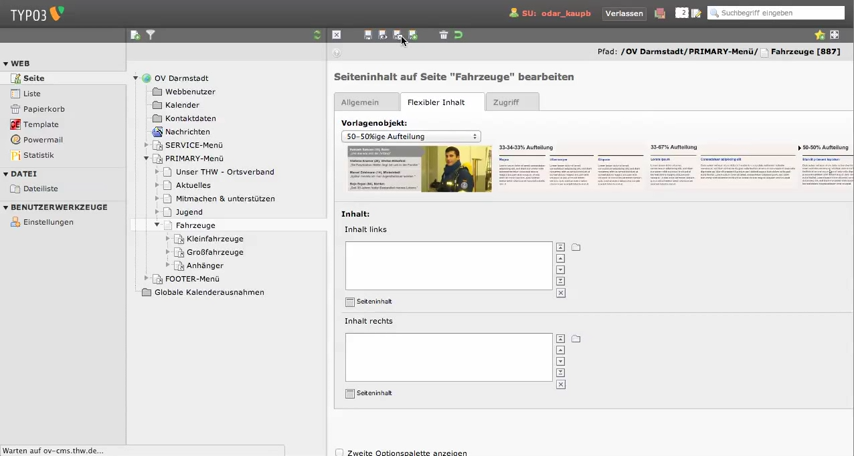 TYPO3
SU: odar_kaupb
Verlassen
2
Suchbegriff eingeben
Pfad: /OV Darmstadt/PRIMARY-Menü/ Fahrzeuge [887]
WEB
Seite
Liste
Papierkorb
Template
Powermail
Statistik
DATEI
Dateiliste
BENUTZERWERKZEUGE
Einstellungen
OV Darmstadt
Webbenutzer
Kalender
Kontaktdaten
Nachrichten
SERVICE-Menü
PRIMARY-Menü
Unser THW - Ortsverband
Aktuelles
Mitmachen & unterstützen
Jugend
Fahrzeuge
Kleinfahrzeuge
Großfahrzeuge
Anhänger
FOOTER-Menü
Globale Kalenderausnahmen
Seiteninhalt auf Seite "Fahrzeuge" bearbeiten
Allgemein
Flexibler Inhalt
Zugriff
Vorlagenobjekt:
50-50%ige Aufteilung
33-34-33% Aufteilung
33-67% Aufteilung
50-50% Aufteilung
Inhalt:
Inhalt links
Seiteninhalt
Inhalt rechts
Seiteninhalt
Zweite Optionspalette anzeigen
Warten auf ov-cms.thw.de...